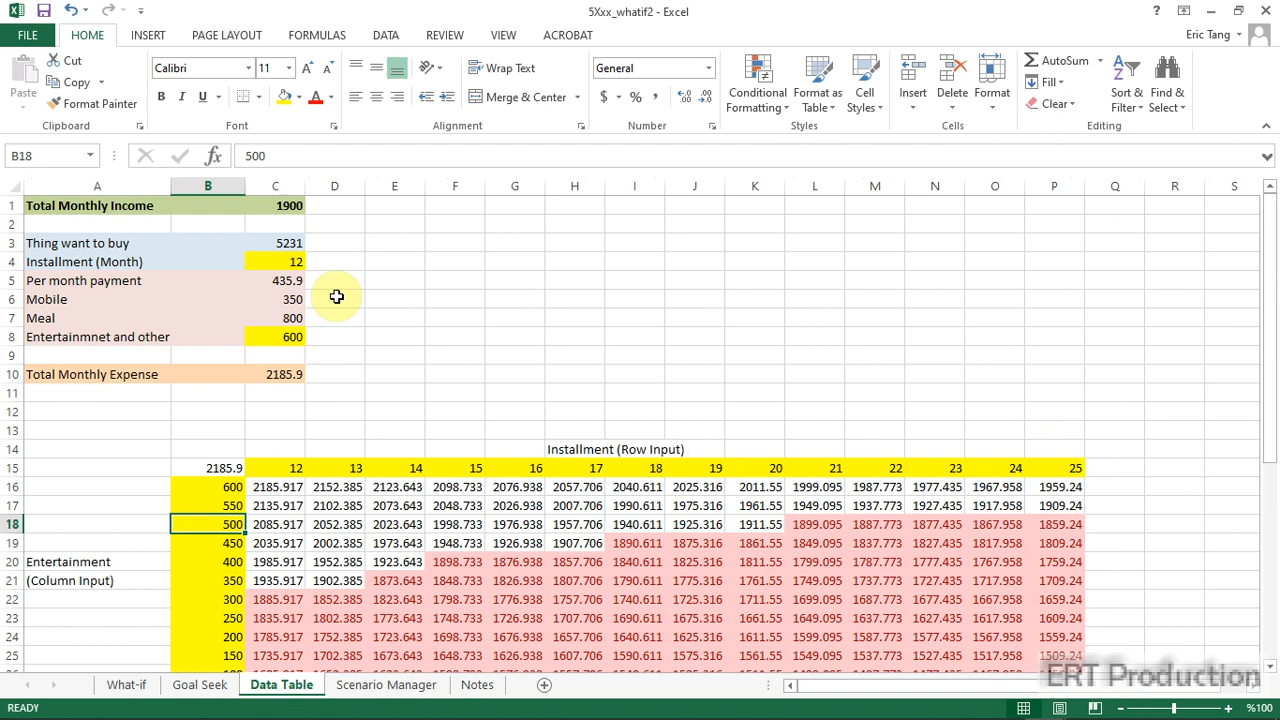 5Xxx_whatif2 - Excel
FILE HOME INSERT PAGE LAYOUT FORMULAS DATA REVIEW VIEW ACROBAT Eric Tang
Paste Cut Copy Format Painter Clipboard
Calibri 11 B I U A Font
Wrap Text Merge & Center Alignment
General $ % , Number
Conditional Formatting Format as Table Cell Styles Styles
Insert Delete Format Cells
AutoSum Fill Clear Sort & Filter Find & Select Editing
B18 fx 500
A B C D E F G H I J K L M N O P Q R S
1 Total Monthly Income 1900
2
3 Thing want to buy 5231
4 Installment (Month) 12
5 Per month payment 435.9
6 Mobile 350
7 Meal 800
8 Entertainmnet and other 600
9
10 Total Monthly Expense 2185.9
11
12
13
14 Installment (Row Input)
15 2185.9 12 13 14 15 16 17 18 19 20 21 22 23 24 25
16 600 2185.917 2152.385 2123.643 2098.733 2076.938 2057.706 2040.611 2025.316 2011.55 1999.095 1987.773 1977.435 1967.958 1959.24
17 550 2135.917 2102.385 2073.643 2048.733 2026.938 2007.706 1990.611 1975.316 1961.55 1949.095 1937.773 1927.435 1917.958 1909.24
18 500 2085.917 2052.385 2023.643 1998.733 1976.938 1957.706 1940.611 1925.316 1911.55 1899.095 1887.773 1877.435 1867.958 1859.24
19 450 2035.917 2002.385 1973.643 1948.733 1926.938 1907.706 1890.611 1875.316 1861.55 1849.095 1837.773 1827.435 1817.958 1809.24
20 Entertainment 400 1985.917 1952.385 1923.643 1898.733 1876.938 1857.706 1840.611 1825.316 1811.55 1799.095 1787.773 1777.435 1767.958 1759.24
21 (Column Input) 350 1935.917 1902.385 1873.643 1848.733 1826.938 1807.706 1790.611 1775.316 1761.55 1749.095 1737.773 1727.435 1717.958 1709.24
22 300 1885.917 1852.385 1823.643 1798.733 1776.938 1757.706 1740.611 1725.316 1711.55 1699.095 1687.773 1677.435 1667.958 1659.24
23 250 1835.917 1802.385 1773.643 1748.733 1726.938 1707.706 1690.611 1675.316 1661.55 1649.095 1637.773 1627.435 1617.958 1609.24
24 200 1785.917 1752.385 1723.643 1698.733 1676.938 1657.706 1640.611 1625.316 1611.55 1599.095 1587.773 1577.435 1567.958 1559.24
25 150 1735.917 1702.385 1673.643 1648.733 1626.938 1607.706 1590.611 1575.316 1561.55 1549.095 1537.773 1527.435 1517.958 1509.24
ERT Production
What-if Goal Seek Data Table Scenario Manager Notes
READY %100